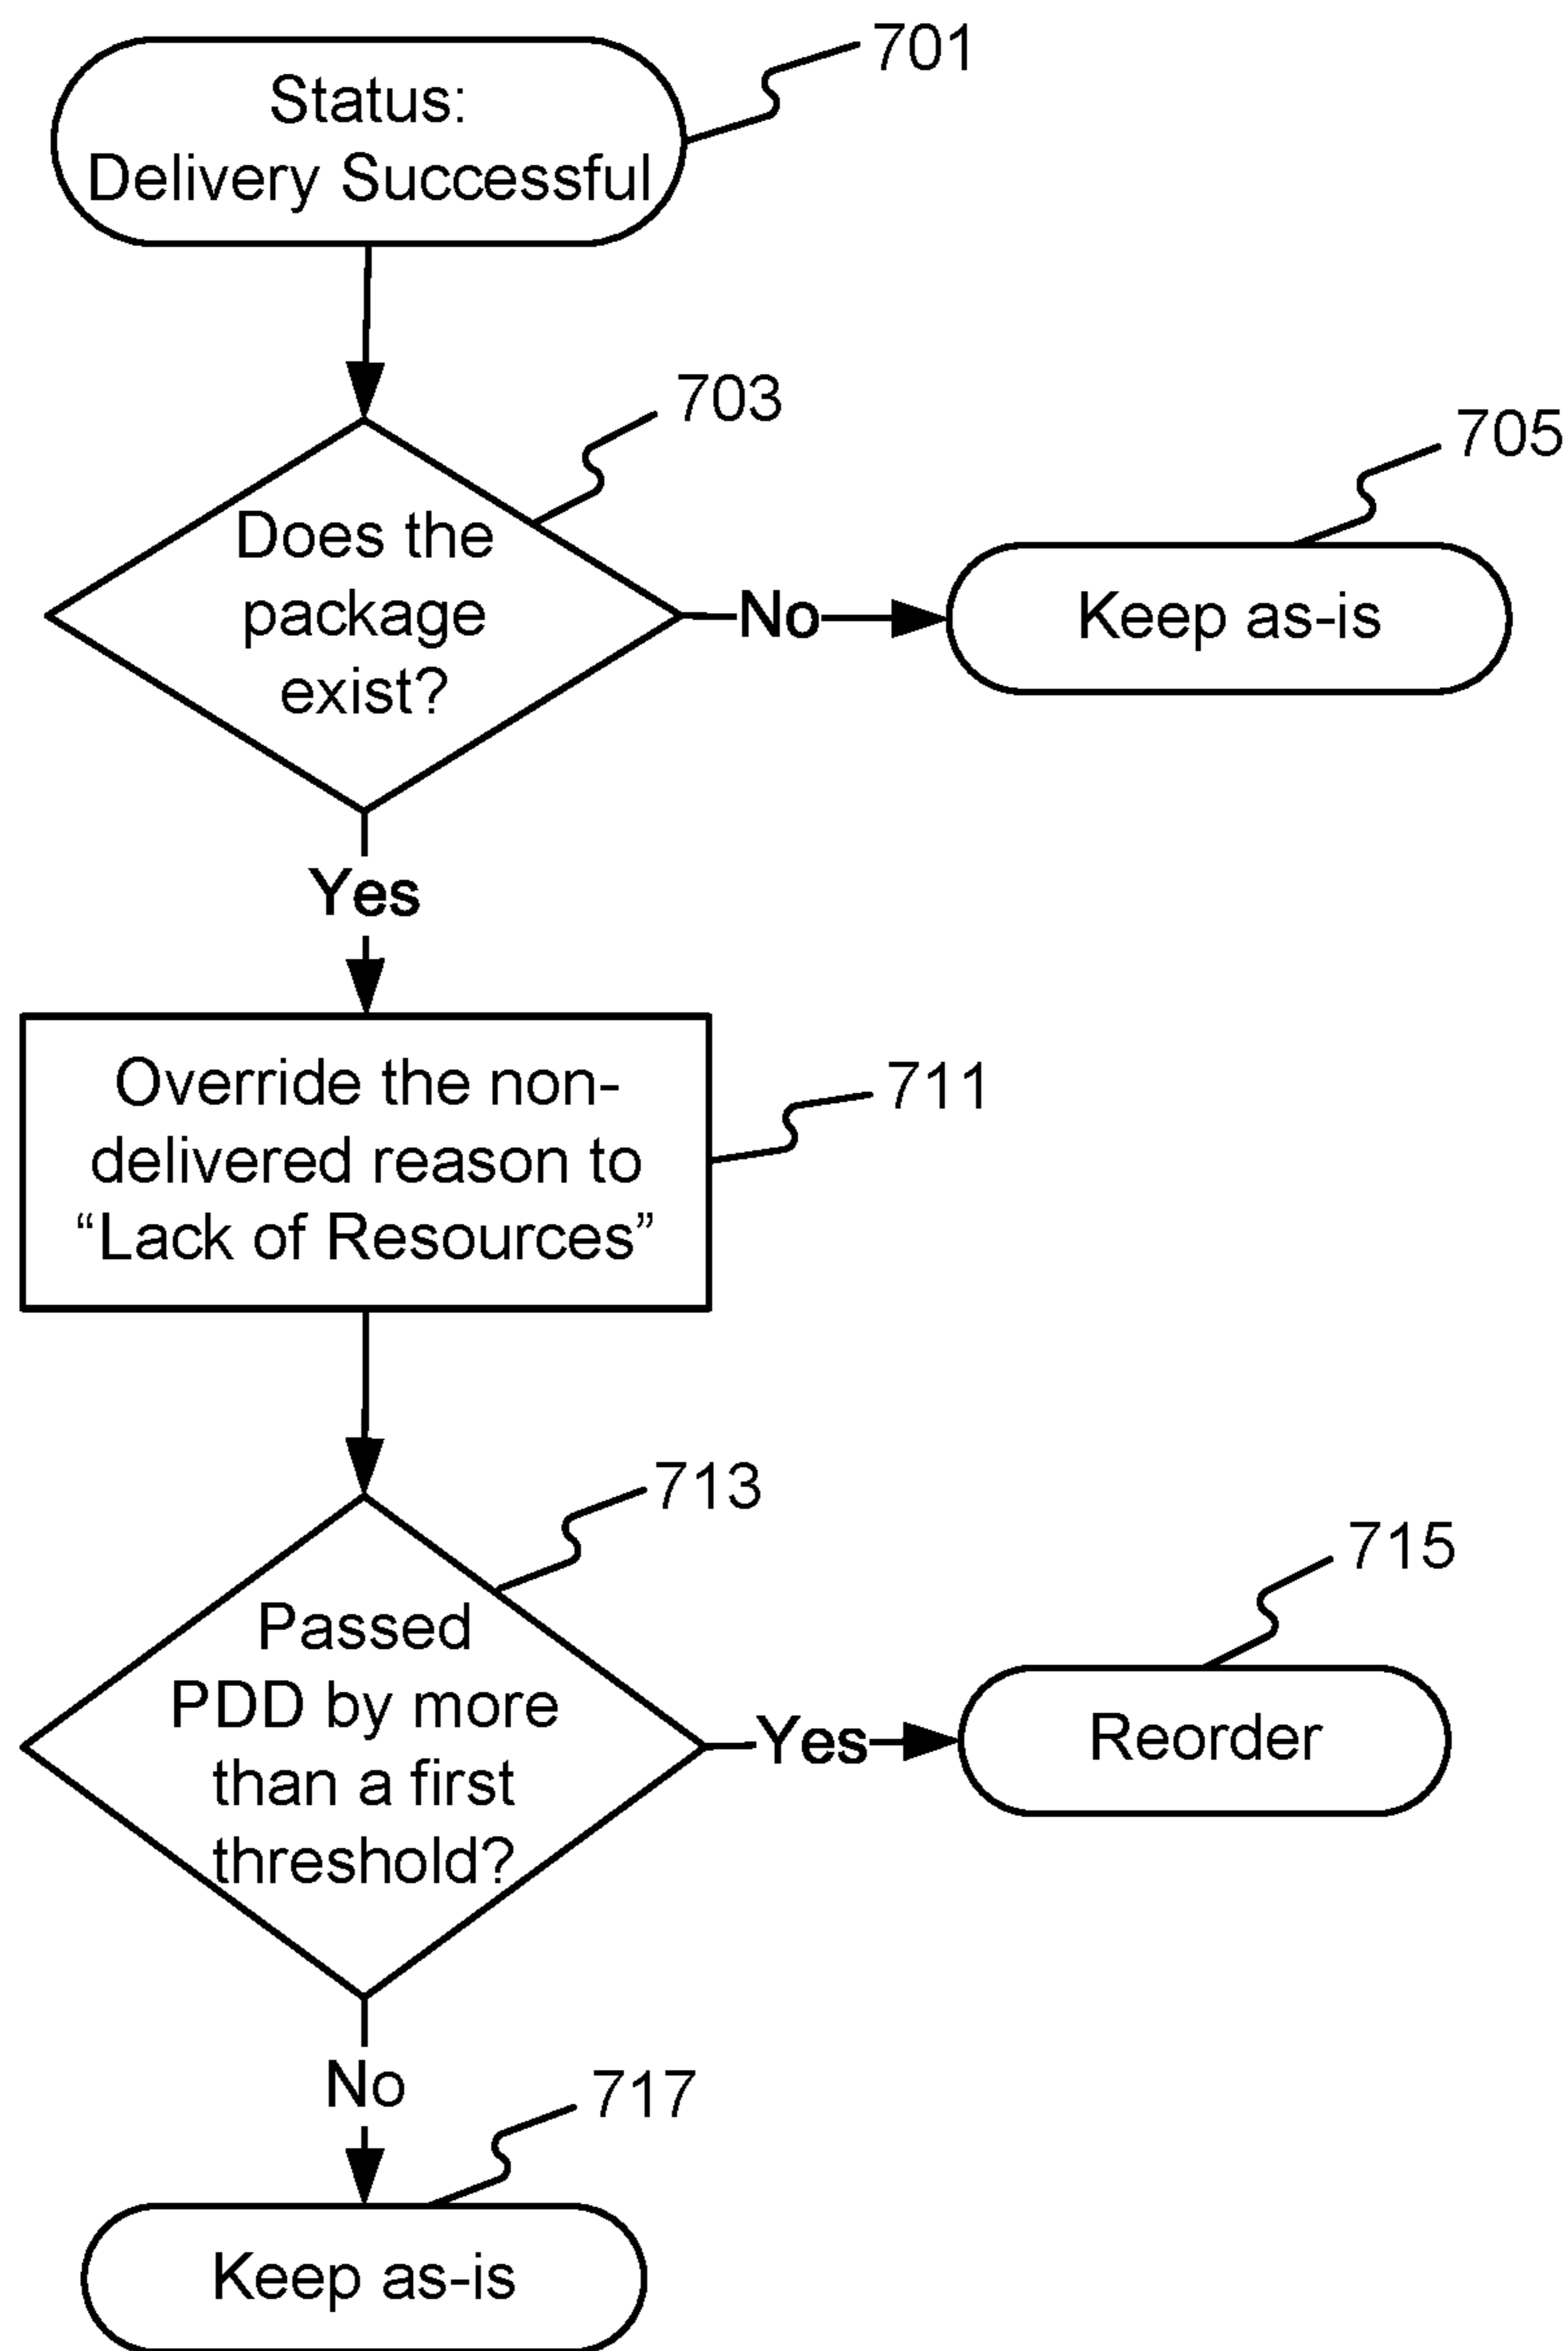 701
Status:
Delivery Successful
703
705
Does the
package
exist?
No
Keep as-is
Yes
711
Override the non-
delivered reason to
“Lack of Resources”
713
715
Passed
PDD by more
than a first
threshold?
Yes
Reorder
No
717
Keep as-is